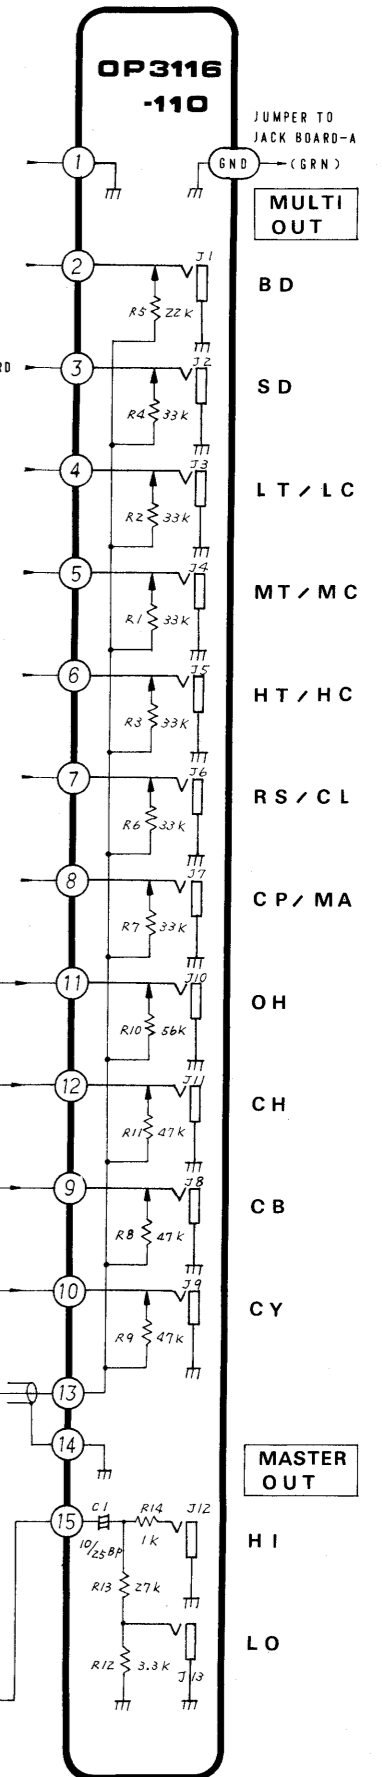 OP3116
-110
JUMPER TO
JACK BOARD-A
1 GND (GRN)
MULTI
OUT
2 J1 BD
R5 22K
3 J2 SD
R4 33K
4 J3 LT/LC
R2 33K
5 J4 MT/MC
R1 33K
6 J5 HT/HC
R3 33K
7 J6 RS/CL
R6 33K
8 J7 CP/MA
R7 33K
11 J10 OH
R10 56K
12 J11 CH
R11 47K
9 J8 CB
R8 47K
10 J9 CY
R9 47K
13
14
MASTER
OUT
15 C1 R14 J12 HI
10/25BP 1K
R13 27K
LO
R12 3.3K J13